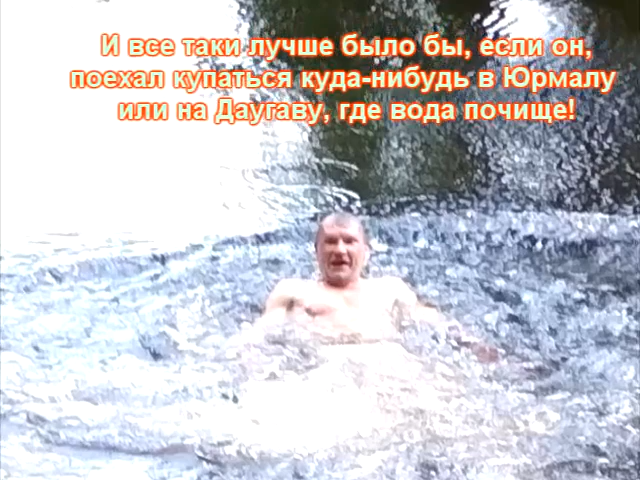 И все таки лучше было бы, если он,
поехал купаться куда-нибудь в Юрмалу
или на Даугаву, где вода почище!